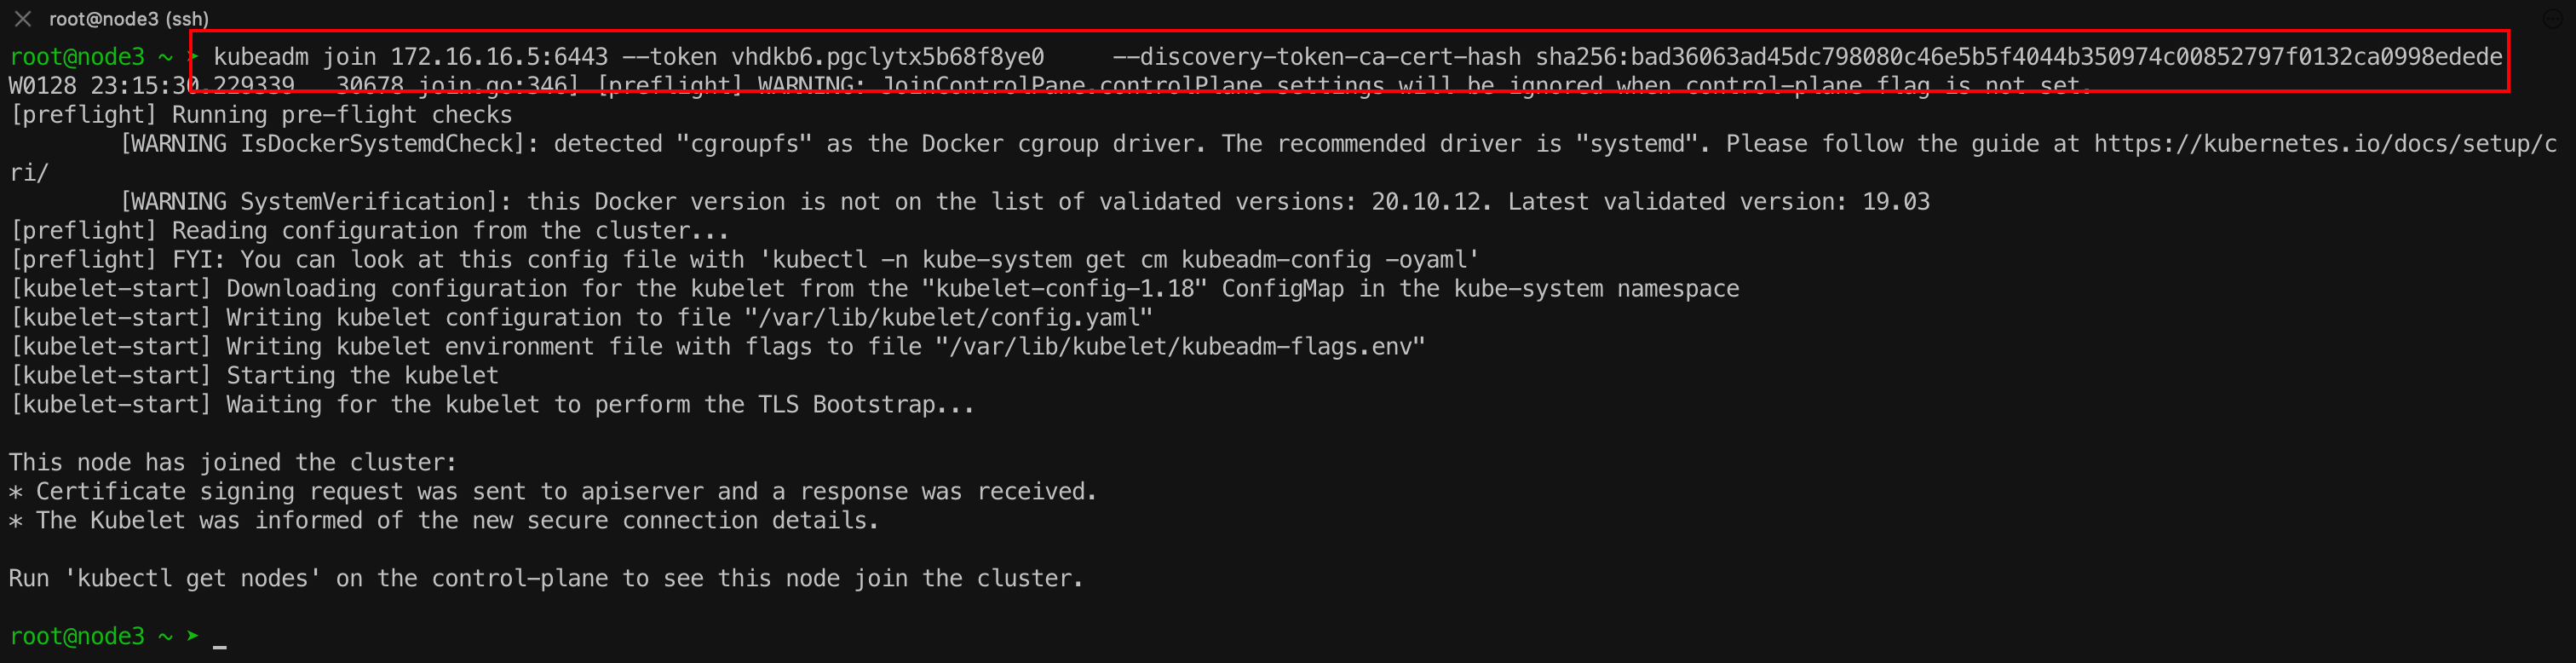 root@node3 (ssh)
root@node3 ~ ➤ kubeadm join 172.16.16.5:6443 --token vhdkb6.pgclytx5b68f8ye0     --discovery-token-ca-cert-hash sha256:bad36063ad45dc798080c46e5b5f4044b350974c00852797f0132ca0998edede
W0128 23:15:30.229339   30678 join.go:346] [preflight] WARNING: JoinControlPane.controlPlane settings will be ignored when control-plane flag is not set.
[preflight] Running pre-flight checks
        [WARNING IsDockerSystemdCheck]: detected "cgroupfs" as the Docker cgroup driver. The recommended driver is "systemd". Please follow the guide at https://kubernetes.io/docs/setup/c
ri/
        [WARNING SystemVerification]: this Docker version is not on the list of validated versions: 20.10.12. Latest validated version: 19.03
[preflight] Reading configuration from the cluster...
[preflight] FYI: You can look at this config file with 'kubectl -n kube-system get cm kubeadm-config -oyaml'
[kubelet-start] Downloading configuration for the kubelet from the "kubelet-config-1.18" ConfigMap in the kube-system namespace
[kubelet-start] Writing kubelet configuration to file "/var/lib/kubelet/config.yaml"
[kubelet-start] Writing kubelet environment file with flags to file "/var/lib/kubelet/kubeadm-flags.env"
[kubelet-start] Starting the kubelet
[kubelet-start] Waiting for the kubelet to perform the TLS Bootstrap...

This node has joined the cluster:
* Certificate signing request was sent to apiserver and a response was received.
* The Kubelet was informed of the new secure connection details.

Run 'kubectl get nodes' on the control-plane to see this node join the cluster.

root@node3 ~ ➤